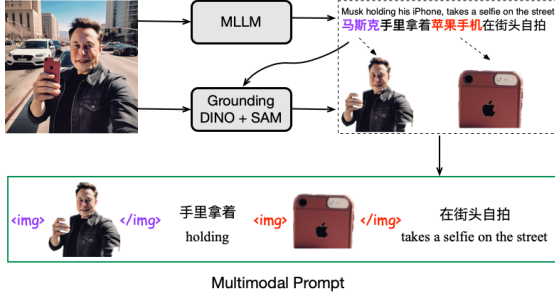 MLLM
Musk holding his iPhone, takes a selfie on the street
马斯克手里拿着苹果手机在街头自拍
Grounding
DINO + SAM
<img> </img> 手里拿着 <img> </img> 在街头自拍
holding takes a selfie on the street
Multimodal Prompt